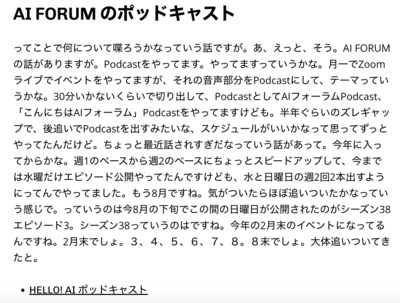 AI FORUM のポッドキャスト
ってことで何について喋ろうかなっていう話ですが。あ、えっと、そう。AI FORUM
の話がありますが。Podcastをやってます。やってますっていうかな。月一でZoom
ライブでイベントをやってますが、それの音声部分をPodcastにして、テーマってい
うかな。30分いかないくらいで切り出して、PodcastとしてAIフォーラムPodcast、
「こんにちはAIフォーラム」Podcastをやってますけども。半年ぐらいのズレギャッ
プで、後追いでPodcastを出すみたいな、スケジュールがいいかなって思ってずっと
やってたんだけど。ちょっと最近話されすぎだなっていう話があって。今年に入っ
てからかな。週1のペースから週2のペースにちょっとスピードアップして、今まで
は水曜だけエピソード公開やってたんですけども、水と日曜日の週2回2本出すよう
にってんでやってました。もう8月ですね。気がついたらほぼ追いついたかなってい
う感じで。っていうのは今8月の下旬でこの間の日曜日が公開されたのがシーズン38
エピソード3。シーズン38っていうのはですね。今年の2月末のイベントになってる
んですね。2月末でしょ。3、4、5、6、7、8。8末でしょ。大体追いついてき
たと。
• HELLO! AI ポッドキャスト